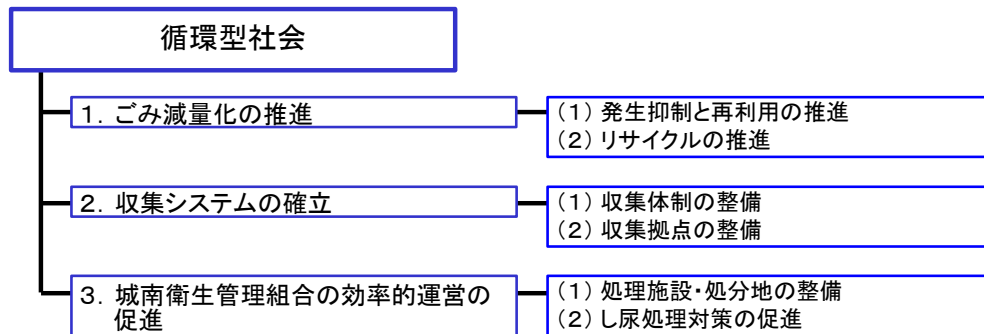 循環型社会
1. ごみ減量化の推進
(1) 発生抑制と再利用の推進
(2) リサイクルの推進
2. 収集システムの確立
(1) 収集体制の整備
(2) 収集拠点の整備
3. 城南衛生管理組合の効率的運営の
促進
(1) 処理施設・処分地の整備
(2) し尿処理対策の促進